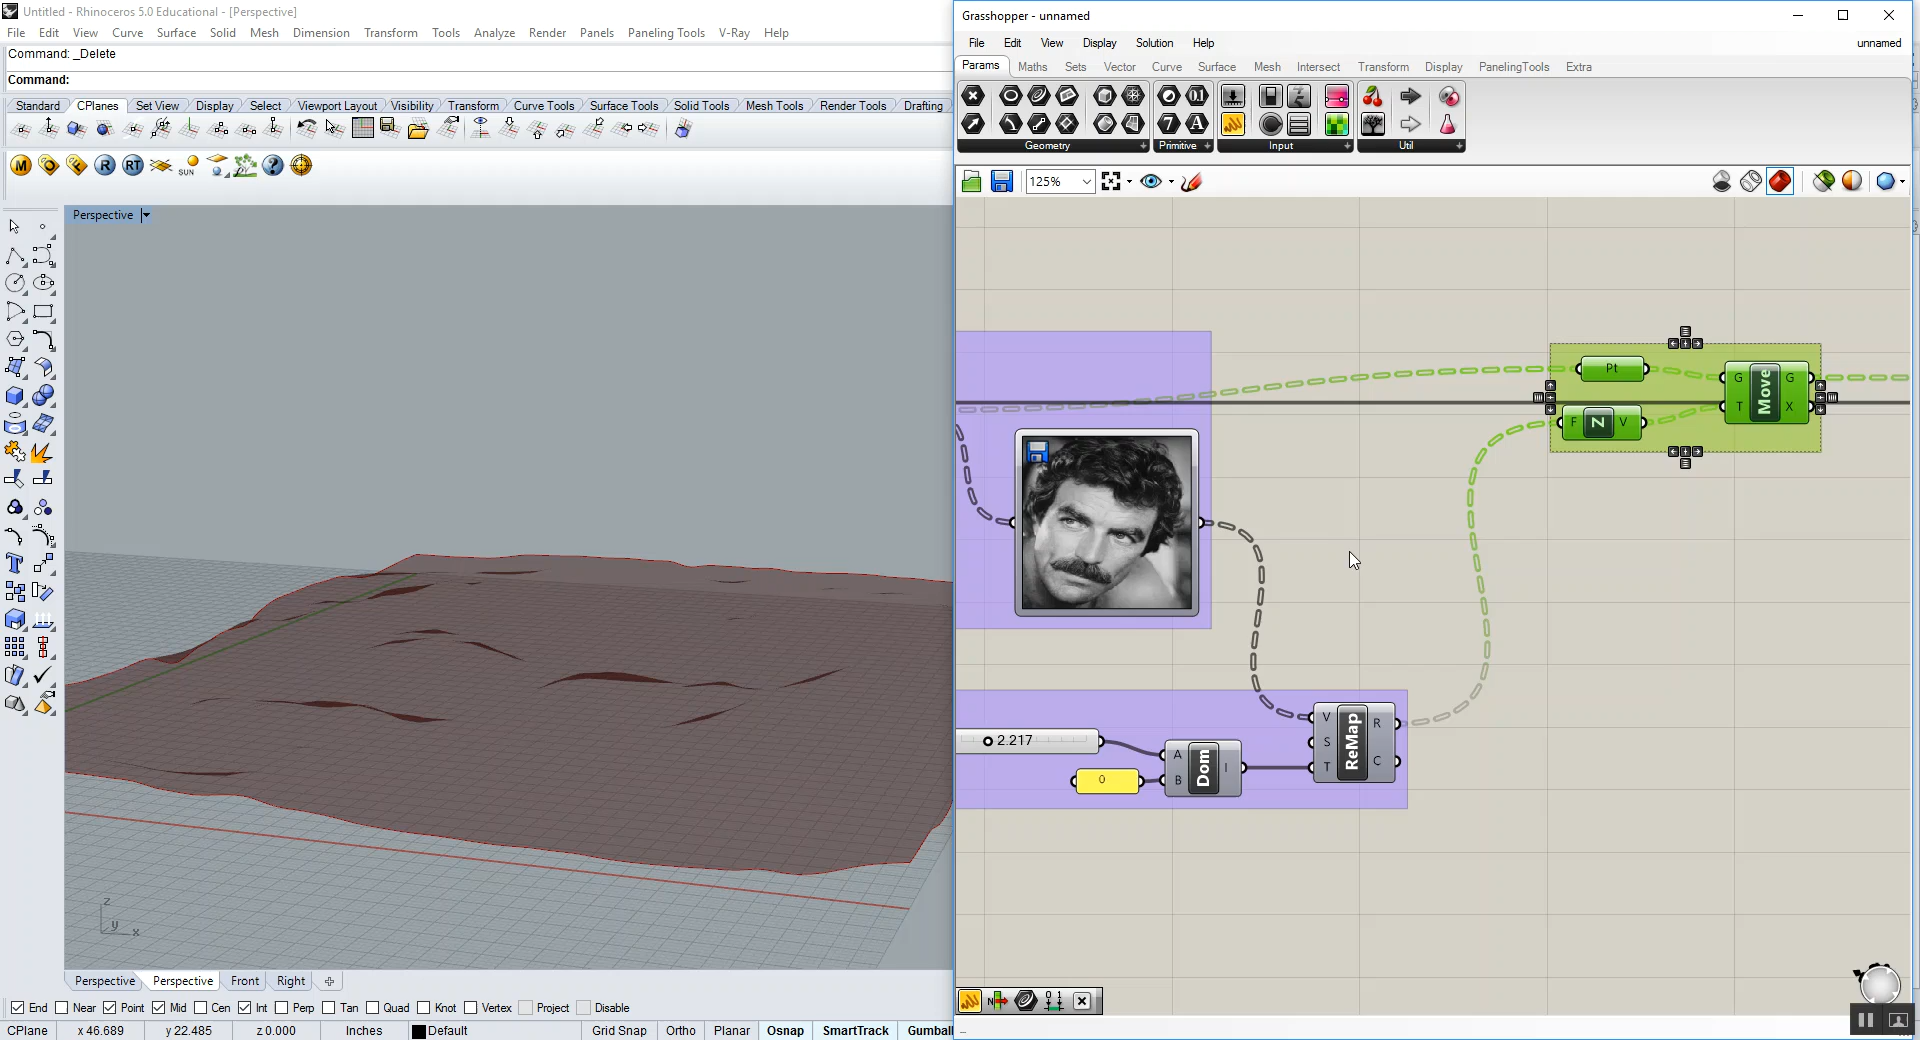 Untitled - Rhinoceros 5.0 Educational - [Perspective]
File Edit View Curve Surface Solid Mesh Dimension Transform Tools Analyze Render Panels Paneling Tools V-Ray Help
Command: _Delete
Command:
Standard CPlanes Set View Display Select Viewport Layout Visibility Transform Curve Tools Surface Tools Solid Tools Mesh Tools Render Tools Drafting
M O F R RT SUN ?
Perspective
z
y x
Perspective Perspective Front Right
End Near Point Mid Cen Int Perp Tan Quad Knot Vertex Project Disable
CPlane x 46.689 y 22.485 z 0.000 Inches Default Grid Snap Ortho Planar Osnap SmartTrack Gumball
Grasshopper - unnamed
File Edit View Display Solution Help unnamed
Params Maths Sets Vector Curve Surface Mesh Intersect Transform Display PanelingTools Extra
0.1
7 A
Geometry Primitive Input Util
125%
Pt G Move G
F Z V T X
2.217 A Dom I V ReMap R
0 B S
T C